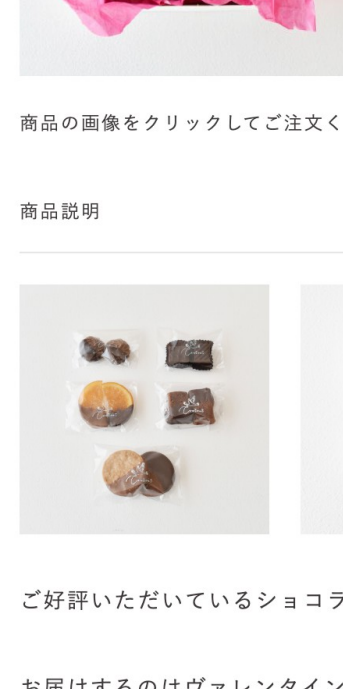 商品の画像をクリックしてご注文く
商品説明
ご好評いただいているショコラ
お届けするのはヴァレンタイン